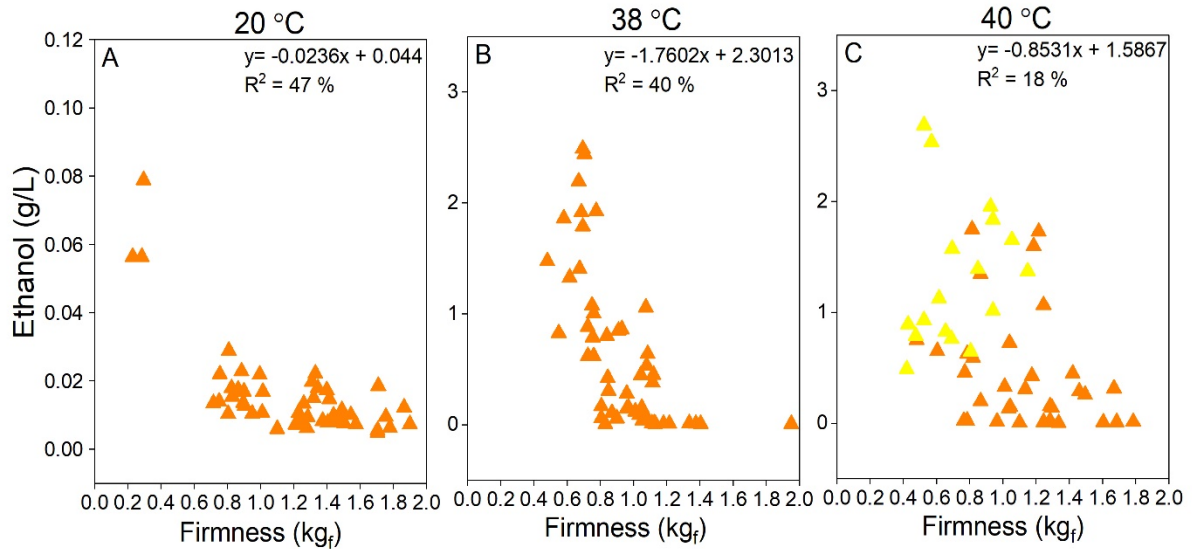 20 °C
A
y= -0.0236x + 0.044
R² = 47 %
0.12
0.10
0.08
0.06
0.04
0.02
0.00
Ethanol (g/L)
0.0 0.2 0.4 0.6 0.8 1.0 1.2 1.4 1.6 1.8 2.0
Firmness (kgf)
38 °C
B
y= -1.7602x + 2.3013
R² = 40 %
3
2
1
0
0.0 0.2 0.4 0.6 0.8 1.0 1.2 1.4 1.6 1.8 2.0
Firmness (kgf)
40 °C
C
y= -0.8531x + 1.5867
R² = 18 %
3
2
1
0
0.0 0.2 0.4 0.6 0.8 1.0 1.2 1.4 1.6 1.8 2.0
Firmness (kgf)